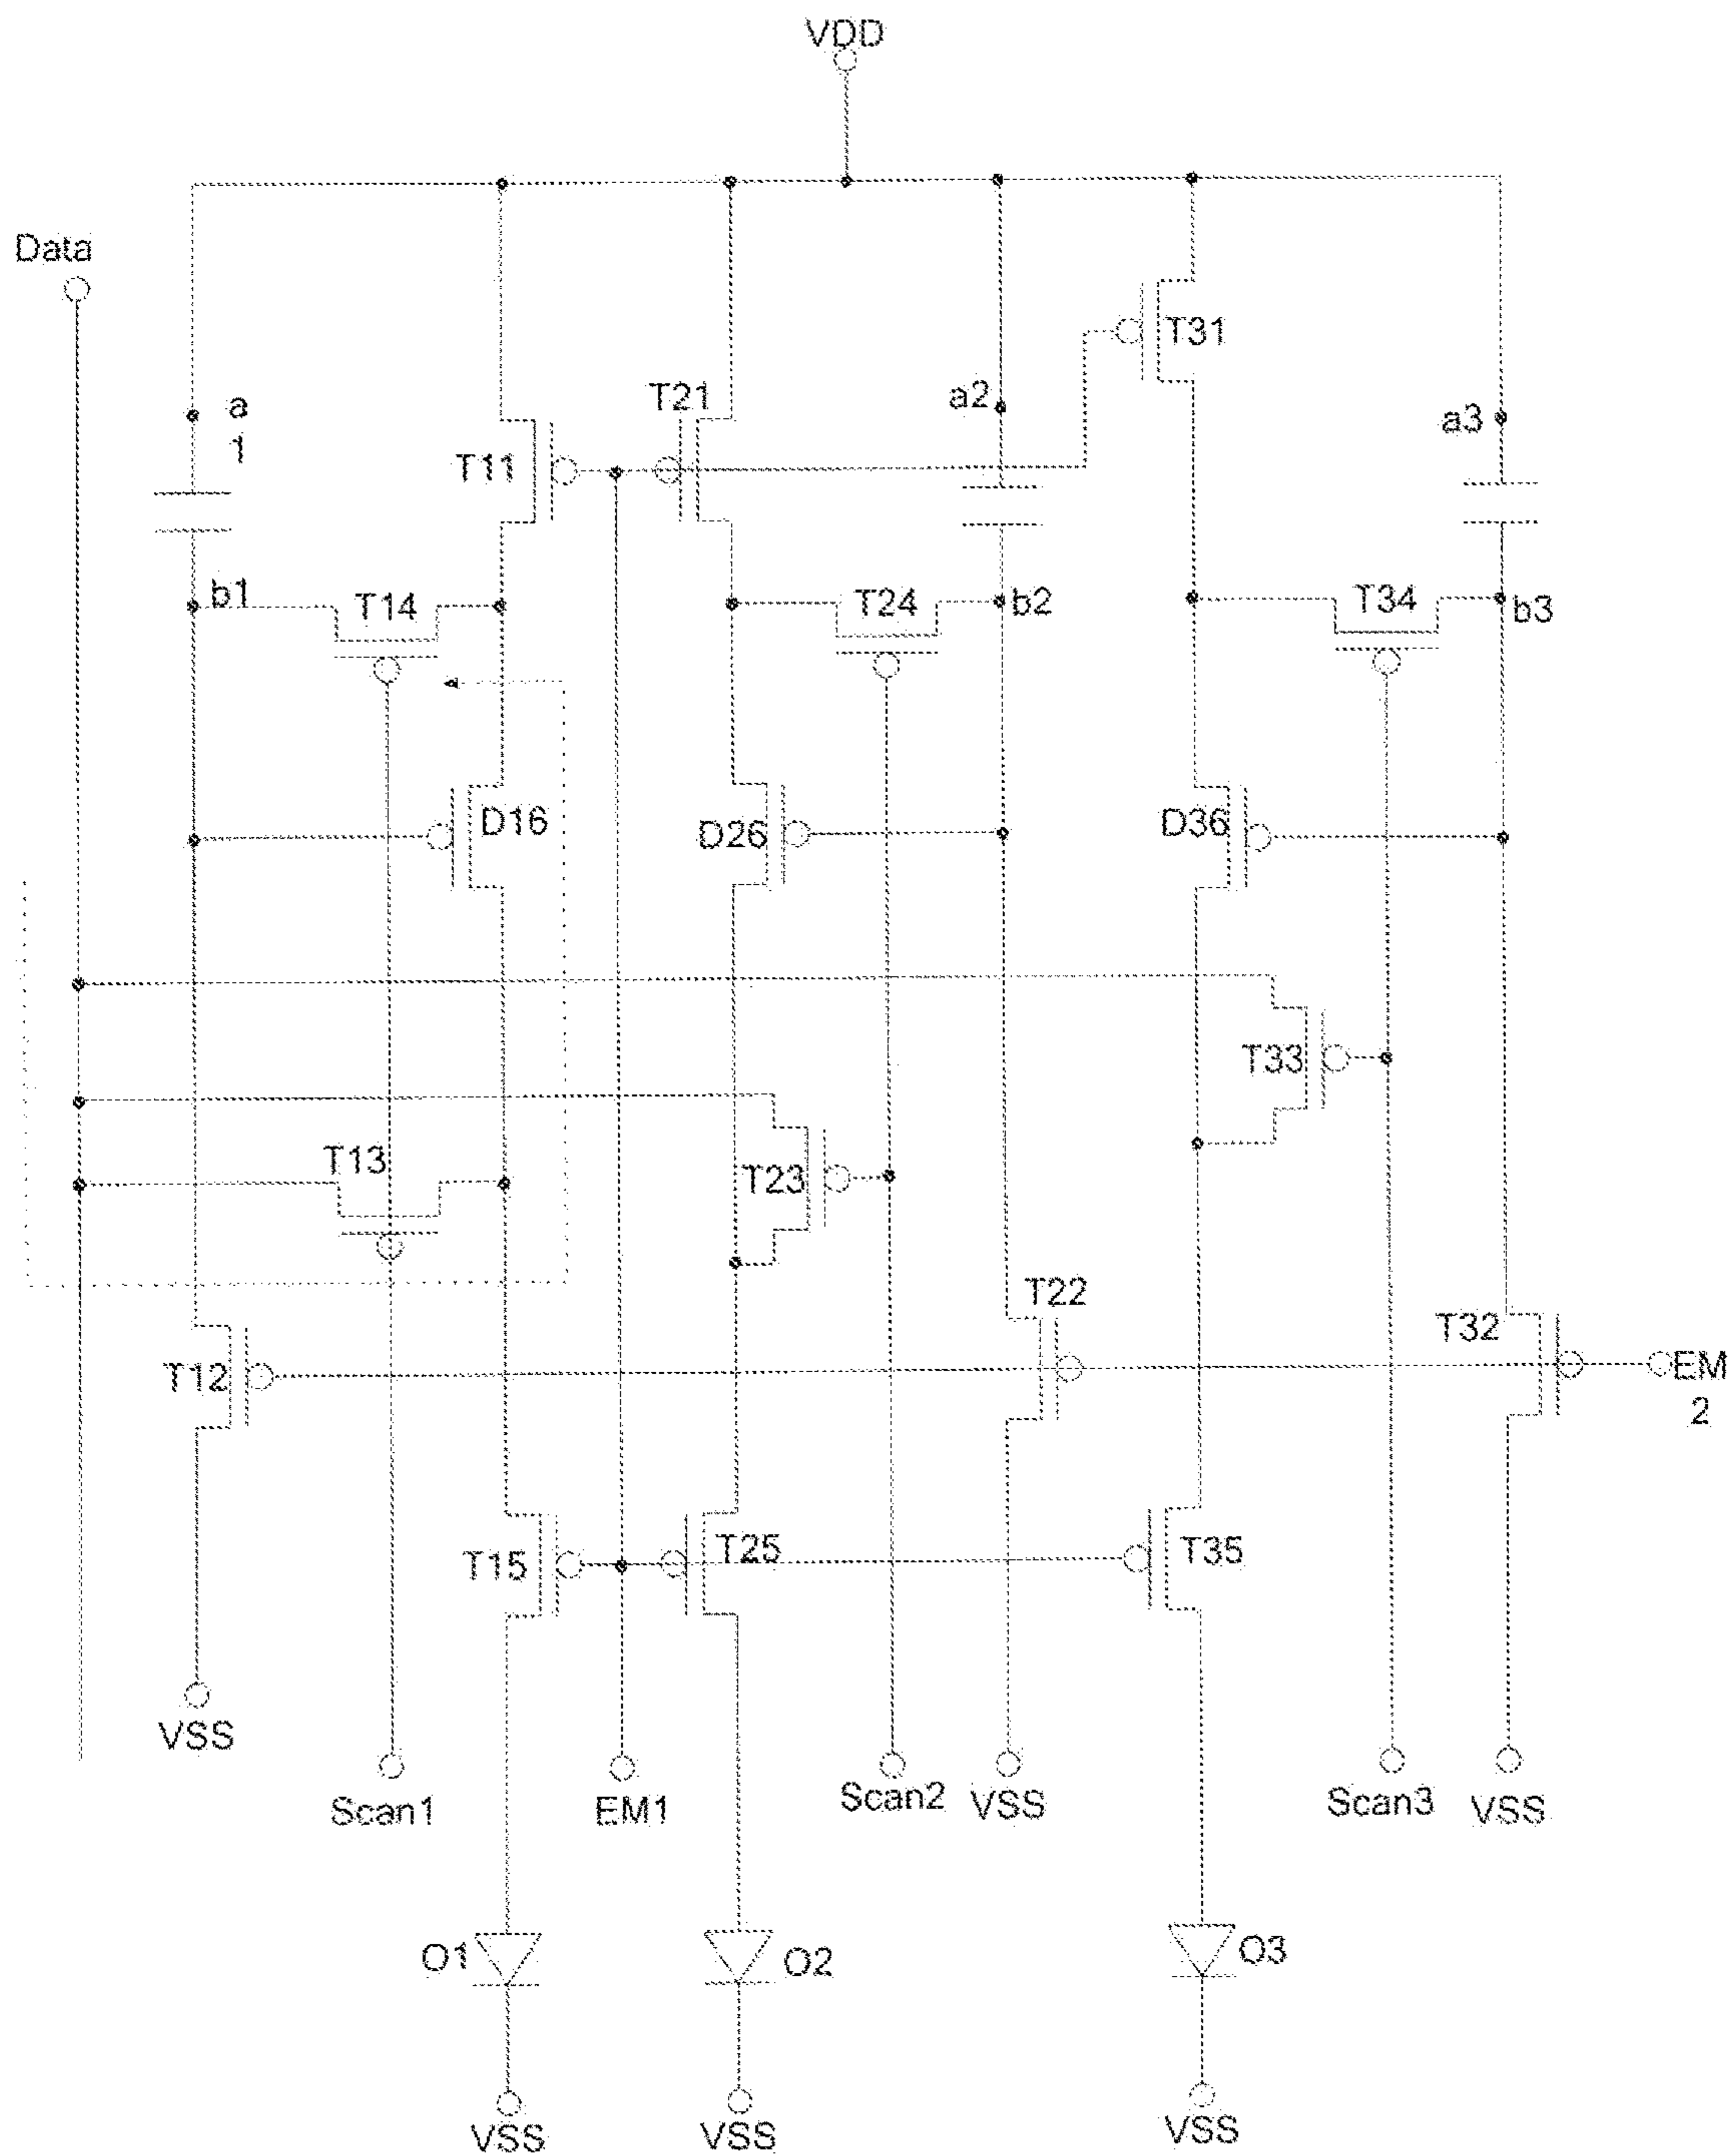 VDD
Data
T31
T21
a2
a
1
a3
T11
b1
T14
T24
b2
T34
b3
D16
D26
D36
T33
T13
T23
T22
T32
T12
EM
2
T15
T25
T35
VSS
Scan1
EM1
Scan2
VSS
Scan3
VSS
O1
O2
O3
VSS
VSS
VSS